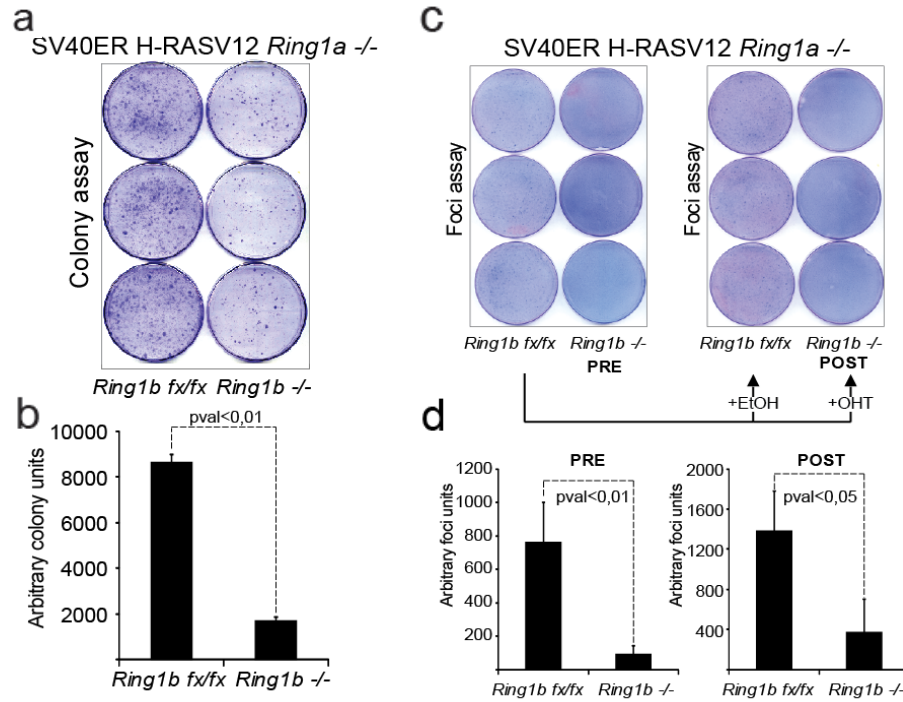 a
SV40ER H-RASV12 Ring1a -/-
Colony assay
Ring1b fx/fx Ring1b -/-
b
pval<0,01
Arbitrary colony units
10000
8000
6000
4000
2000
Ring1b fx/fx Ring1b -/-
c
SV40ER H-RASV12 Ring1a -/-
Foci assay
Foci assay
Ring1b fx/fx Ring1b -/-
PRE
Ring1b fx/fx Ring1b -/-
POST
+EtOH
+OHT
d
PRE
Arbitrary foci units
1200
1000
800
600
400
200
pval<0,01
Ring1b fx/fx Ring1b -/-
POST
Arbitrary foci units
2000
1600
1200
800
400
pval<0,05
Ring1b fx/fx Ring1b -/-